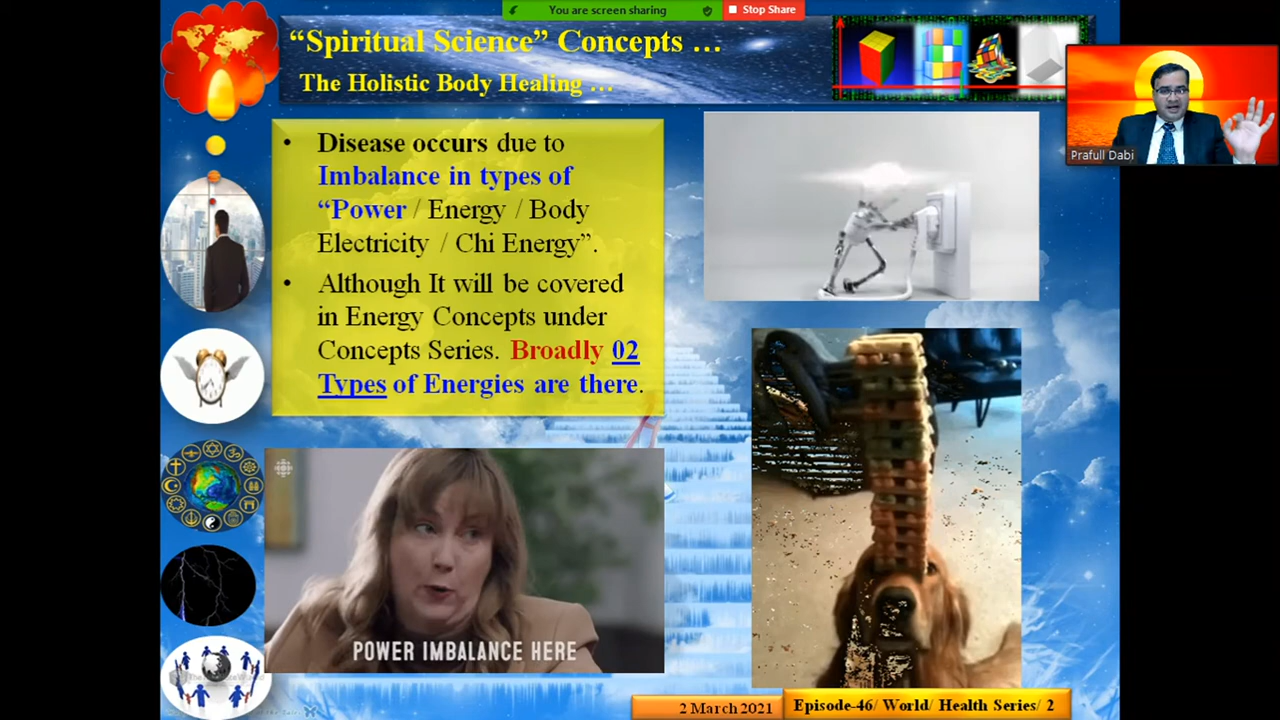 You are screen sharing
Stop Share
“Spiritual Science” Concepts …
The Holistic Body Healing …
Prafull Dabi
• Disease occurs due to
Imbalance in types of
“Power / Energy / Body
Electricity / Chi Energy”.
• Although It will be covered
in Energy Concepts under
Concepts Series. Broadly 02
Types of Energies are there.
POWER IMBALANCE HERE
2 March 2021
Episode-46/ World/ Health Series/ 2